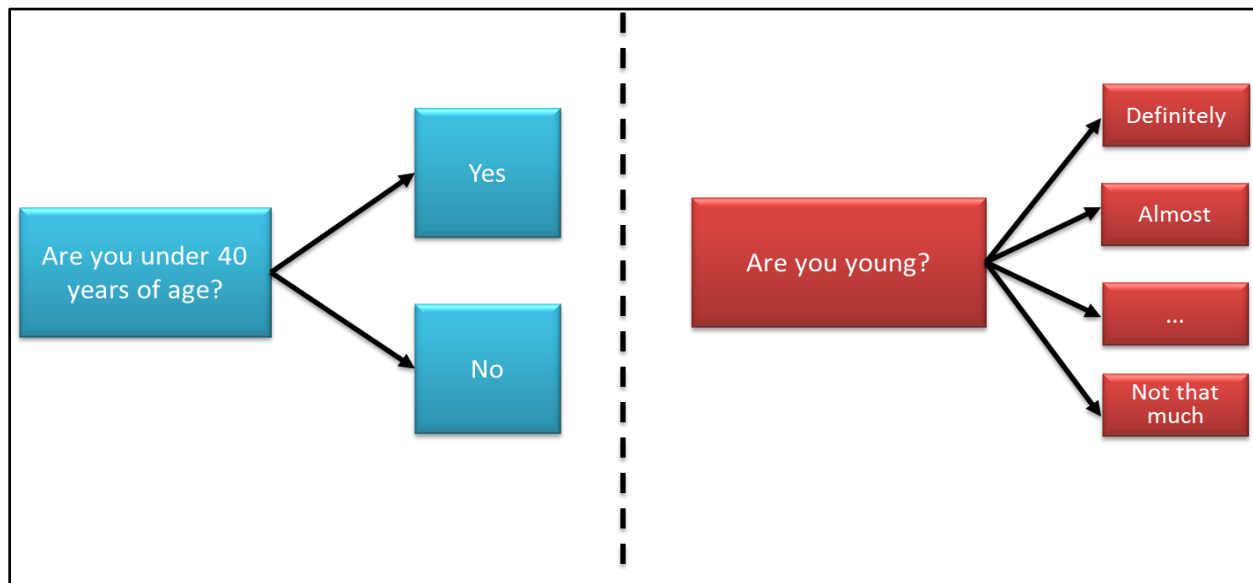 Are you under 40
years of age?
Yes
No
Are you young?
Definitely
Almost
...
Not that
much